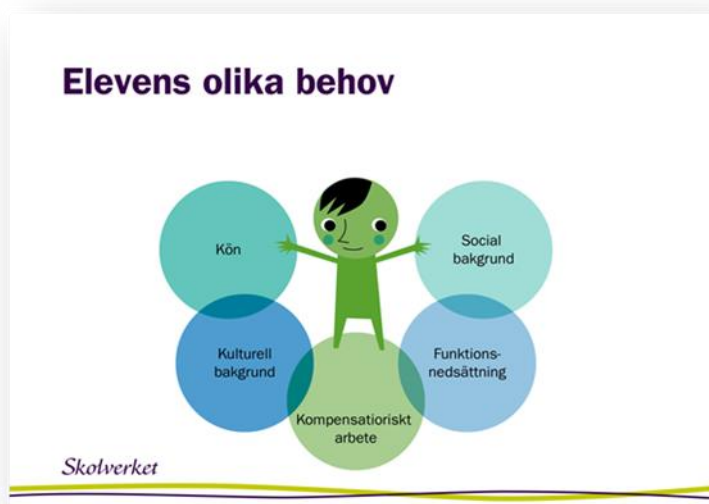 Elevens olika behov
Kön
Social
bakgrund
Kulturell
bakgrund
Funktions-
nedsättning
Kompensatioriskt
arbete
Skolverket